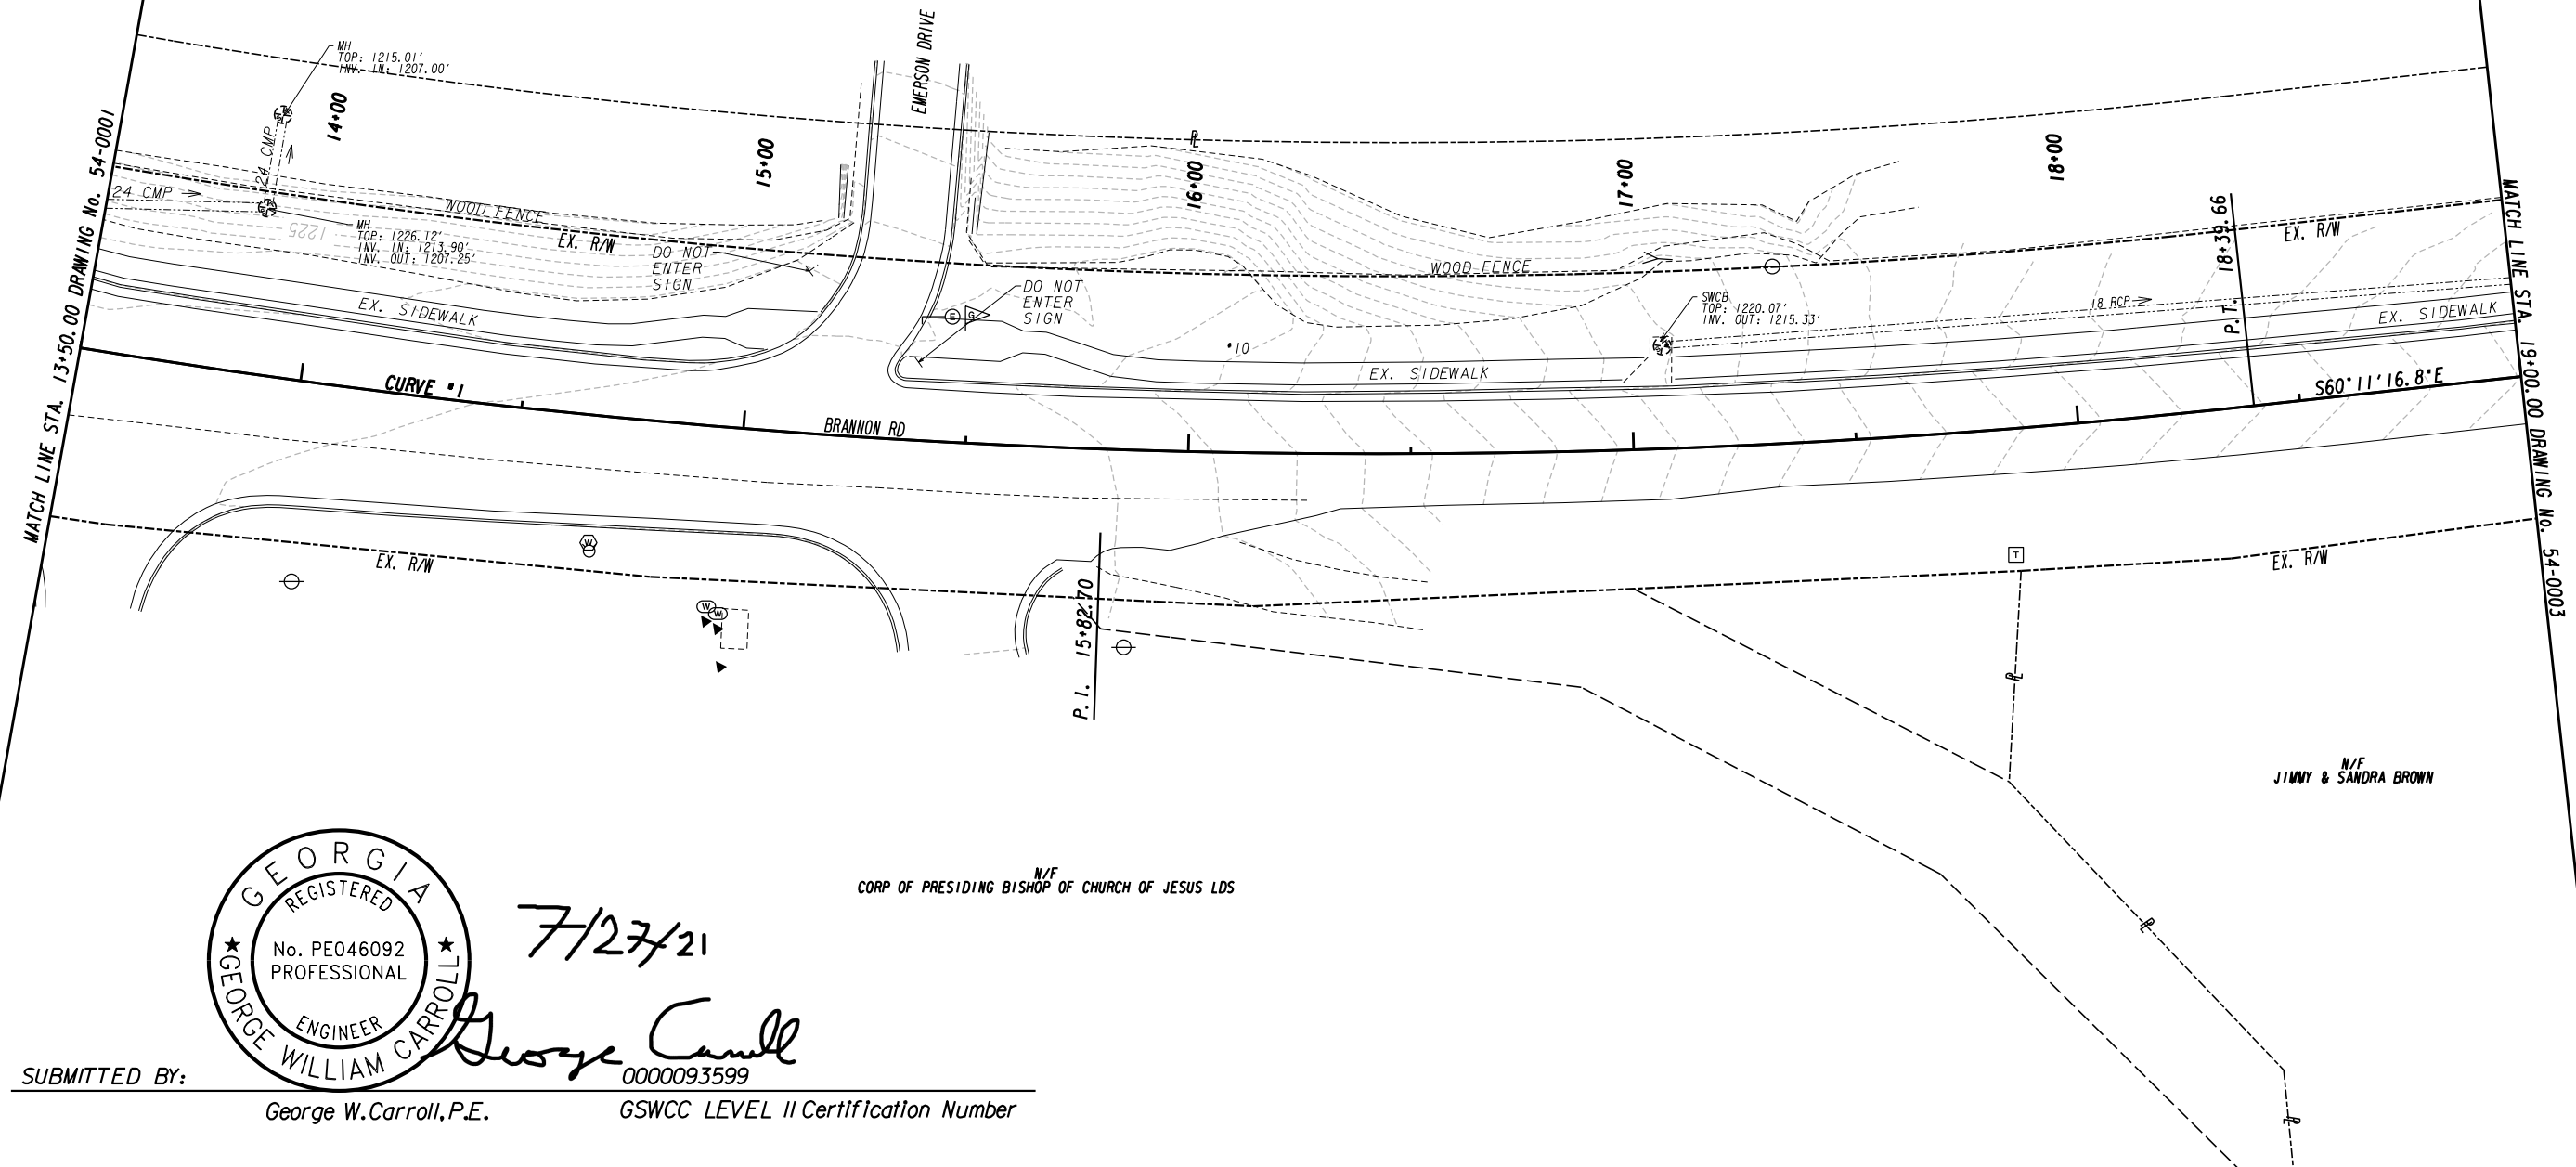 MATCH LINE STA. 13+50.00 DRAWING No. 54-0001
MH
TOP: 1215.01'
INV. IN: 1207.00'
14+00
24 CMP
24 CMP
1225
MH
TOP: 1226.12'
INV. IN: 1213.90'
INV. OUT: 1207.25'
WOOD FENCE
EX. R/W
EX. SIDEWALK
DO NOT
ENTER
SIGN
15+00
EMERSON DRIVE
E
G
DO NOT
ENTER
SIGN
PL
16+00
#10
WOOD FENCE
17+00
EX. SIDEWALK
SWCB
TOP: 1220.07'
INV. OUT: 1215.33'
18+00
18 RCP
P.T. 18+39.66
EX. R/W
EX. SIDEWALK
S60°11'16.8"E
MATCH LINE STA. 19+00.00 DRAWING No. 54-0003
CURVE #1
BRANNON RD
EX. R/W
W
W
W
P.I. 15+82.70
T
EX. R/W
PL
PL
PL
N/F
JIMMY & SANDRA BROWN
N/F
CORP OF PRESIDING BISHOP OF CHURCH OF JESUS LDS
GEORGIA
REGISTERED
No. PE046092
PROFESSIONAL
ENGINEER
GEORGE WILLIAM CARROLL
7/27/21
George Carroll
SUBMITTED BY:
0000093599
George W.Carroll,P.E.
GSWCC LEVEL II Certification Number